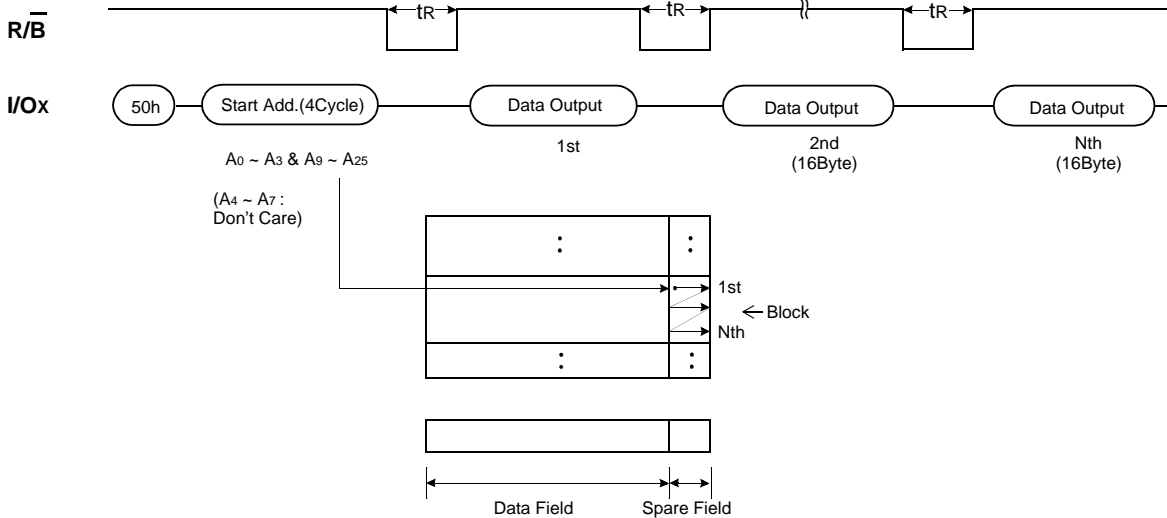 tR tR tR
R/B
I/Ox 50h Start Add.(4Cycle) Data Output Data Output Data Output
1st 2nd Nth
(16Byte) (16Byte)
A0 ~ A3 & A9 ~ A25
(A4 ~ A7 :
Don't Care)
: :
1st
← Block
Nth
: :
Data Field Spare Field